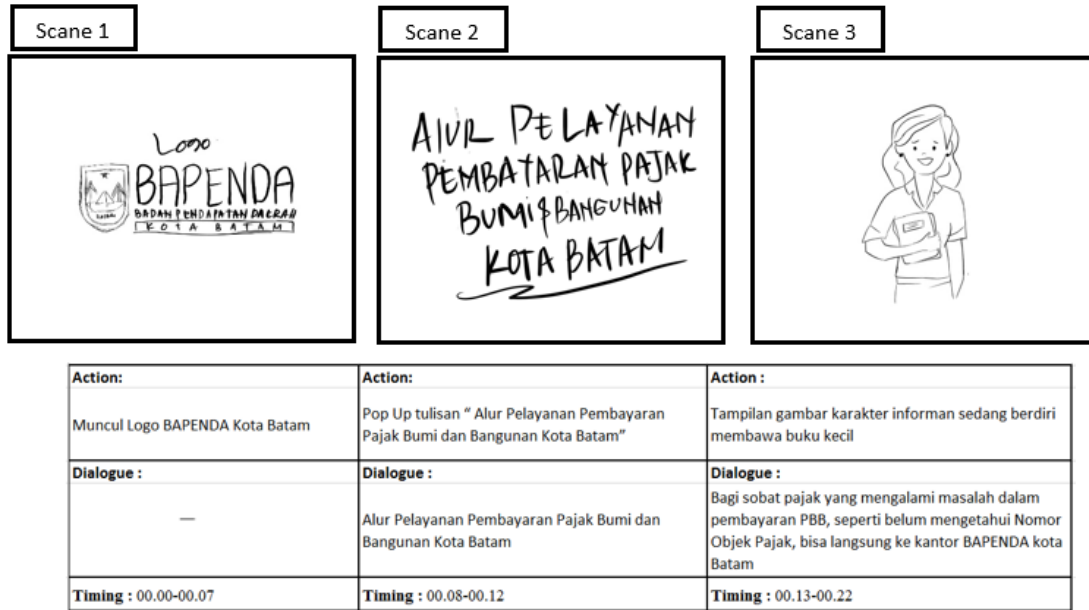 Scane 1
Scane 2
Scane 3
Logo
BAPENDA
BADAN PENDAPATAN DAERAH
KOTA BATAM
AlUR PELAYANAN
PEMBAYARAN PAJAK
BUMI & BANGUNAN
KOTA BATAM
Action:
Muncul Logo BAPENDA Kota Batam
Action:
Pop Up tulisan “ Alur Pelayanan Pembayaran
Pajak Bumi dan Bangunan Kota Batam”
Action :
Tampilan gambar karakter informan sedang berdiri
membawa buku kecil
Dialogue :
—
Dialogue :
Alur Pelayanan Pembayaran Pajak Bumi dan
Bangunan Kota Batam
Dialogue :
Bagi sobat pajak yang mengalami masalah dalam
pembayaran PBB, seperti belum mengetahui Nomor
Objek Pajak, bisa langsung ke kantor BAPENDA kota
Batam
Timing : 00.00-00.07
Timing : 00.08-00.12
Timing : 00.13-00.22